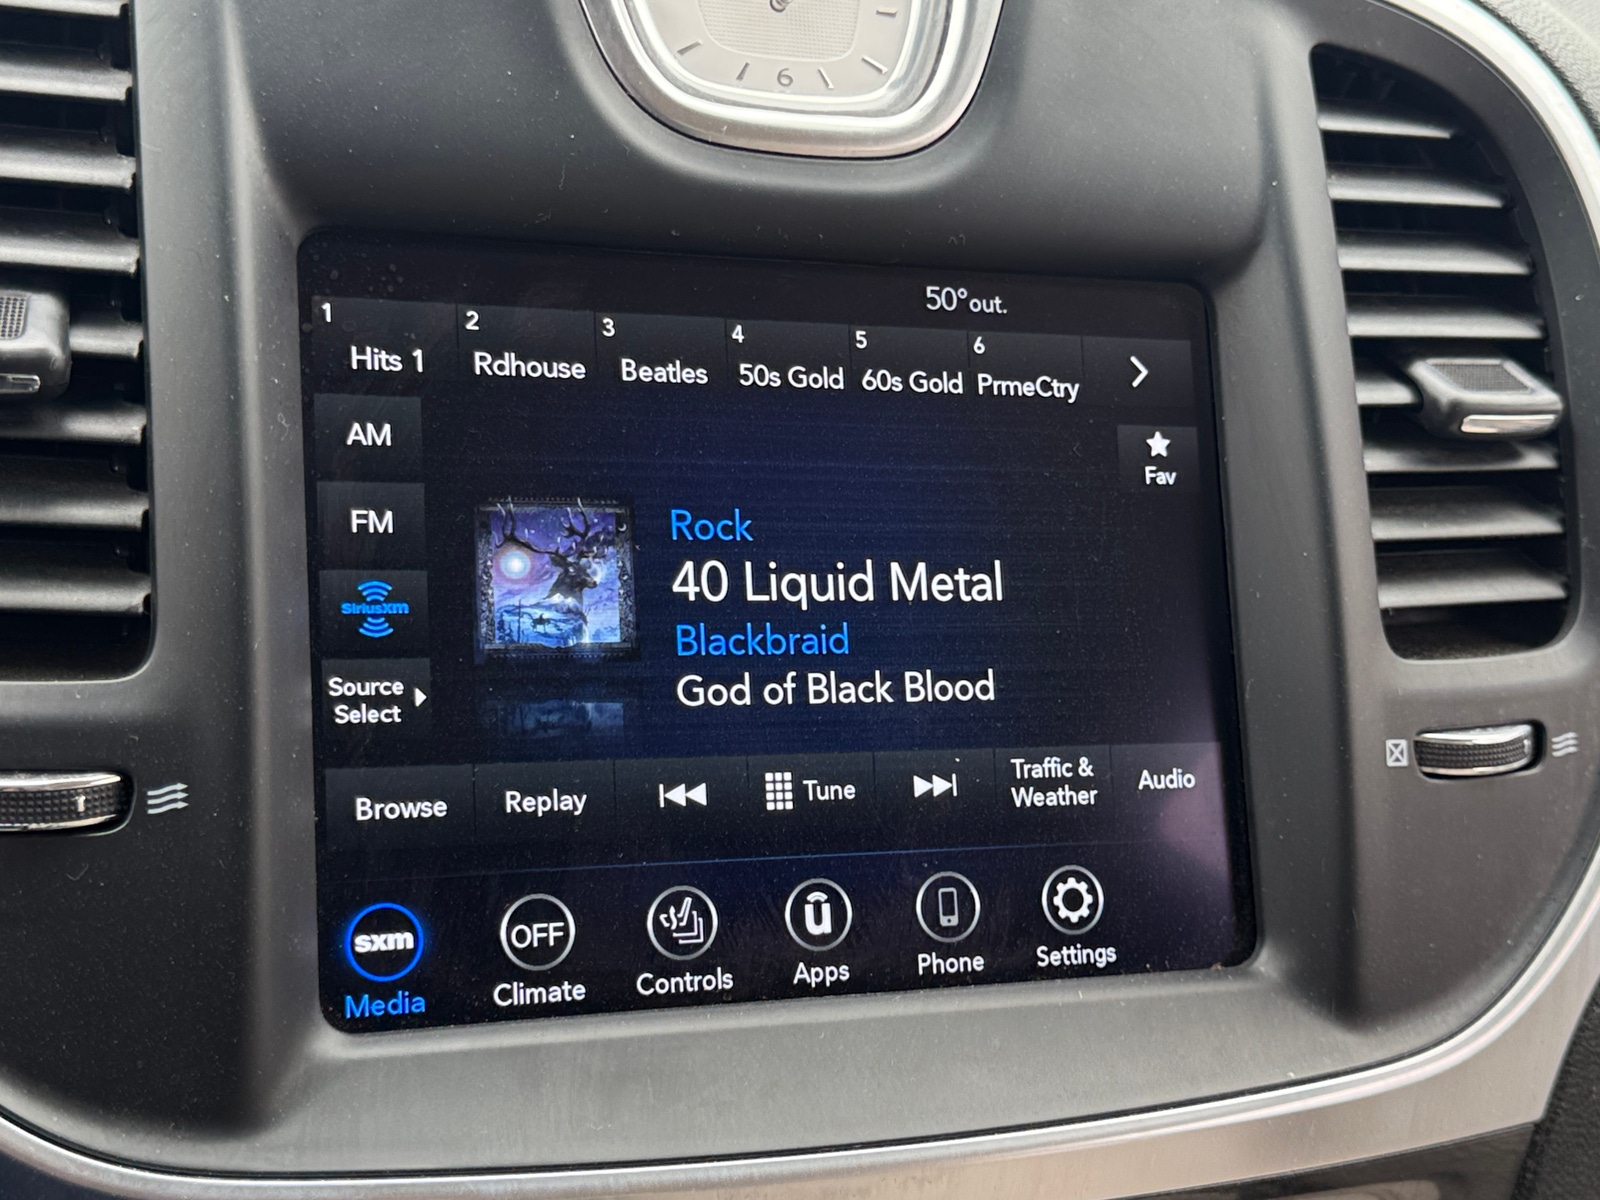 6
50° out.
1
Hits 1
2
Rdhouse
3
Beatles
4
50s Gold
5
60s Gold
6
PrmeCtry
AM
Fav
FM
Rock
40 Liquid Metal
SiriusXM
Blackbraid
God of Black Blood
Source
Select
Browse
Replay
Tune
Traffic &
Weather
Audio
sxm
Media
OFF
Climate
Controls
ū
Apps
Phone
Settings